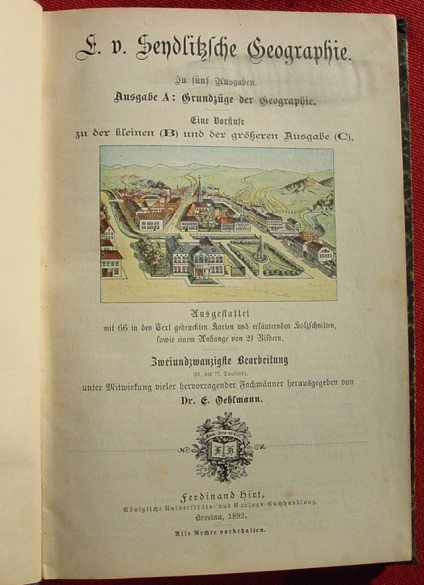 E. v. Seydlitzsche Geographie.
In fünf Ausgaben.
Ausgabe A: Grundzüge der Geographie.
Eine Vorstufe
zu der kleinen (B) und der größeren Ausgabe (C).
Ausgestattet
mit 66 in den Text gedruckten Karten und erläuternden Holzschnitten,
sowie einem Anhange von 21 Bildern.
Zweiundzwanzigste Bearbeitung
bis 77. Tausend),
unter Mitwirkung vieler hervorragender Fachmänner herausgegeben von
Dr. E. Oehlmann.
F H
Ferdinand Hirt,
Königliche Universitäts- und Verlags-Buchhandlung.
Breslau, 1892.
Alle Rechte vorbehalten.